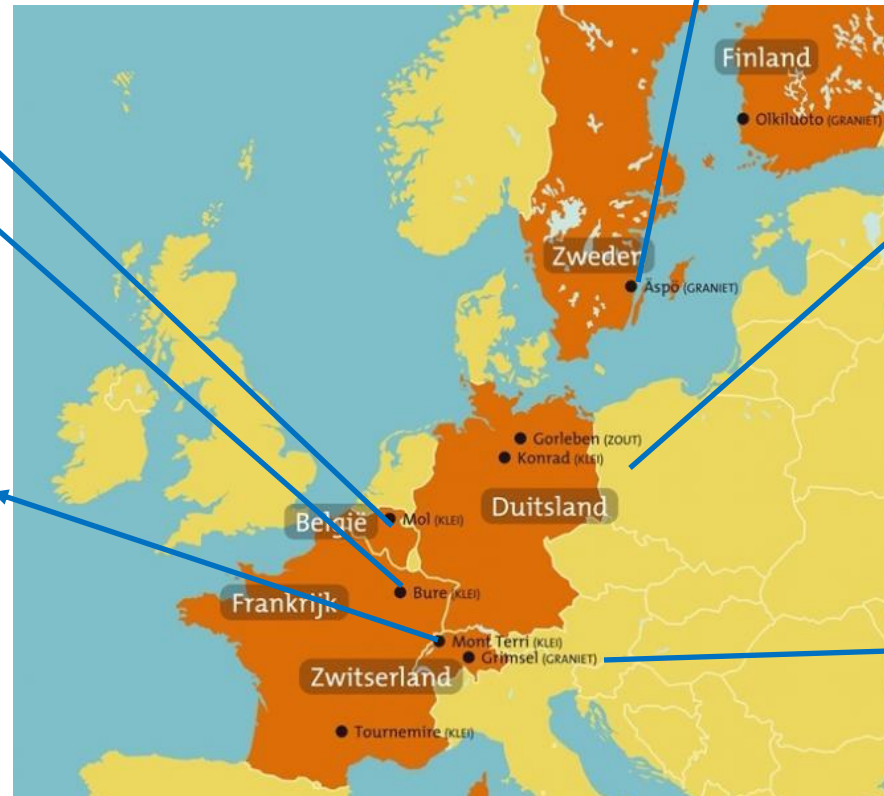 Finland
Olkiluoto (GRANIET)
Zweden
Äspö (GRANIET)
Gorleben (ZOUT)
Konrad (KLEI)
Duitsland
België
Mol (KLEI)
Bure (KLEI)
Frankrijk
Mont Terri (KLEI)
Grimsel (GRANIET)
Zwitserland
Tournemire (KLEI)